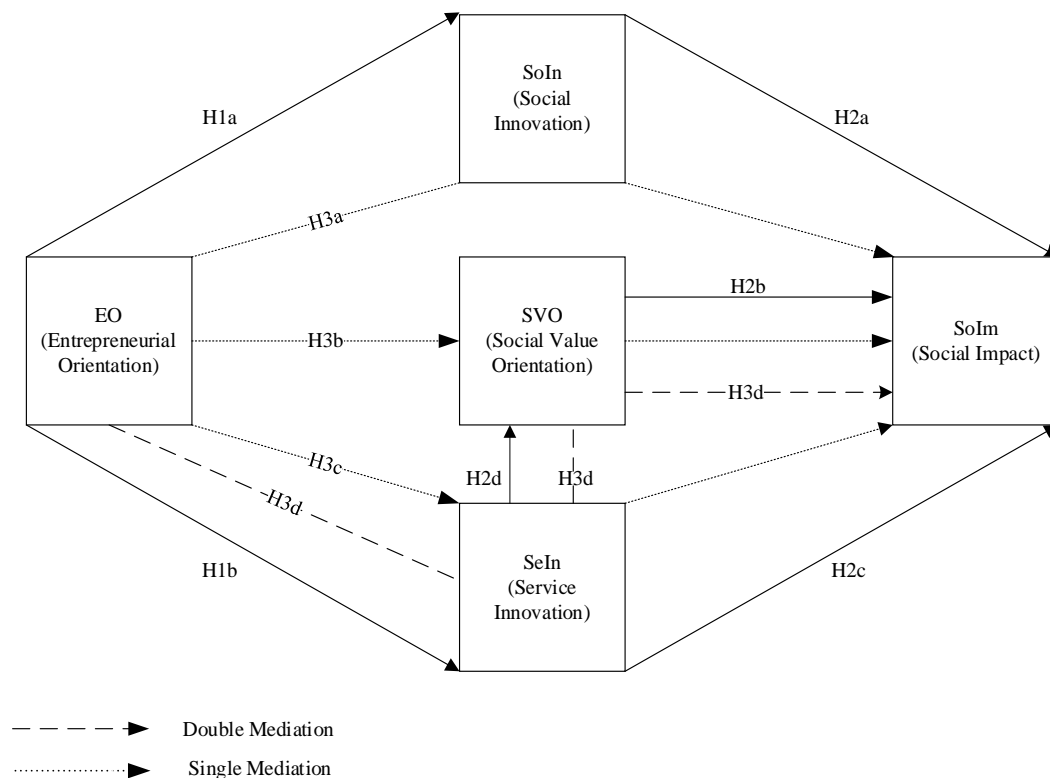 SoIn
(Social
Innovation)
H1a
H2a
H3a
EO
(Entrepreneurial
Orientation)
H3b
SVO
(Social Value
Orientation)
H2b
H3d
SoIm
(Social Impact)
H3c
H3d
H2d
H3d
H1b
SeIn
(Service
Innovation)
H2c
Double Mediation
Single Mediation